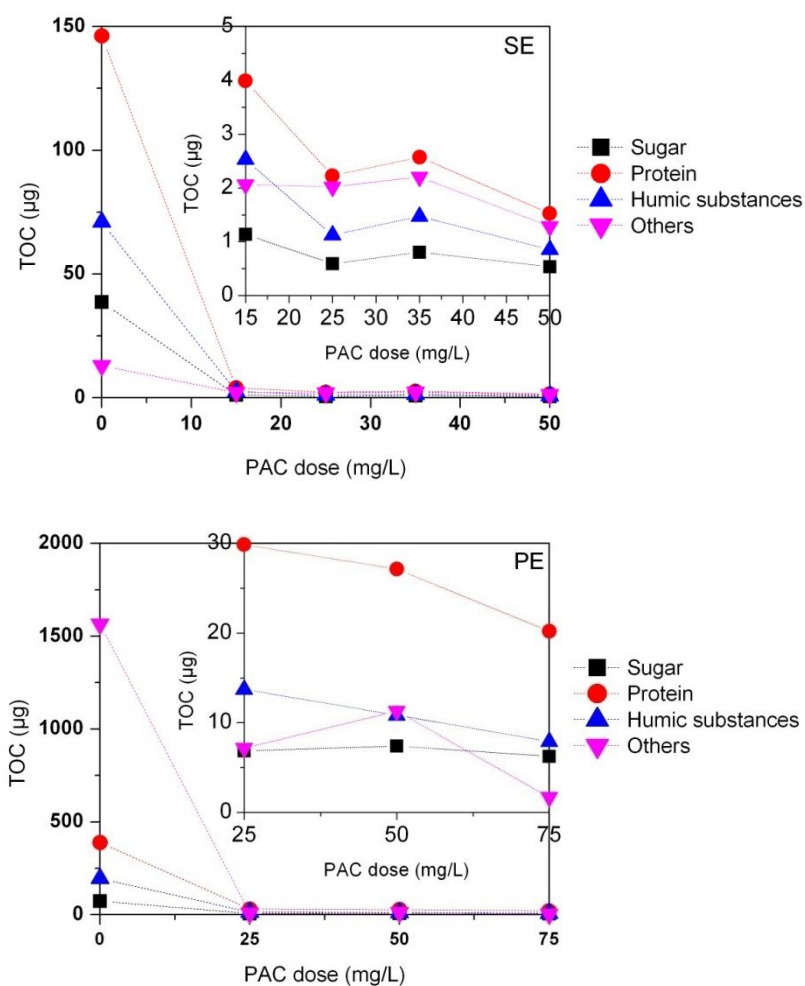 SE
TOC (µg)
150
100
50
0
0
10
20
30
40
50
PAC dose (mg/L)
TOC (µg)
5
4
3
2
1
0
15
20
25
30
35
40
45
50
PAC dose (mg/L)
Sugar
Protein
Humic substances
Others
PE
TOC (µg)
2000
1500
1000
500
0
0
25
50
75
PAC dose (mg/L)
TOC (µg)
30
20
10
0
25
50
75
PAC dose (mg/L)
Sugar
Protein
Humic substances
Others